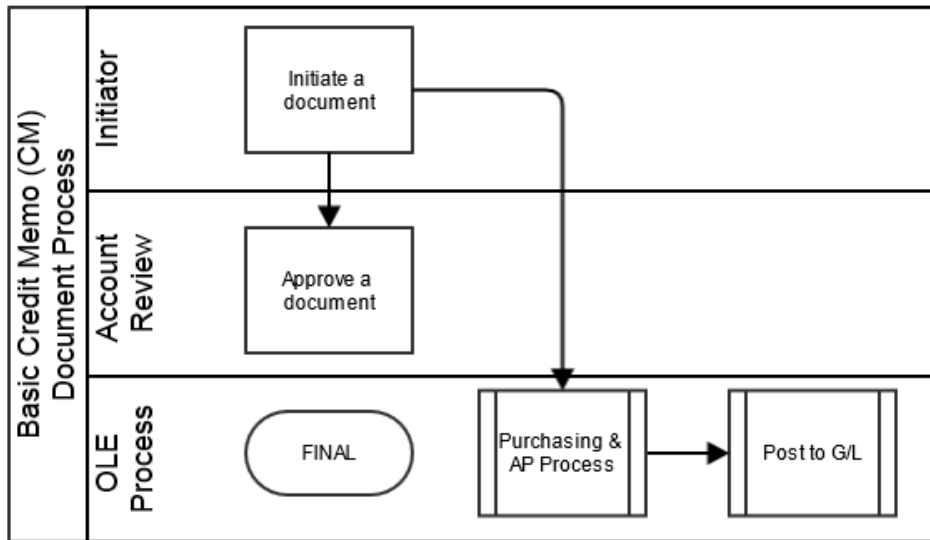 Basic Credit Memo (CM)
Document Process
Initiator
Initiate a
document
Account
Review
Approve a
document
OLE
Process
FINAL
Purchasing &
AP Process
Post to G/L